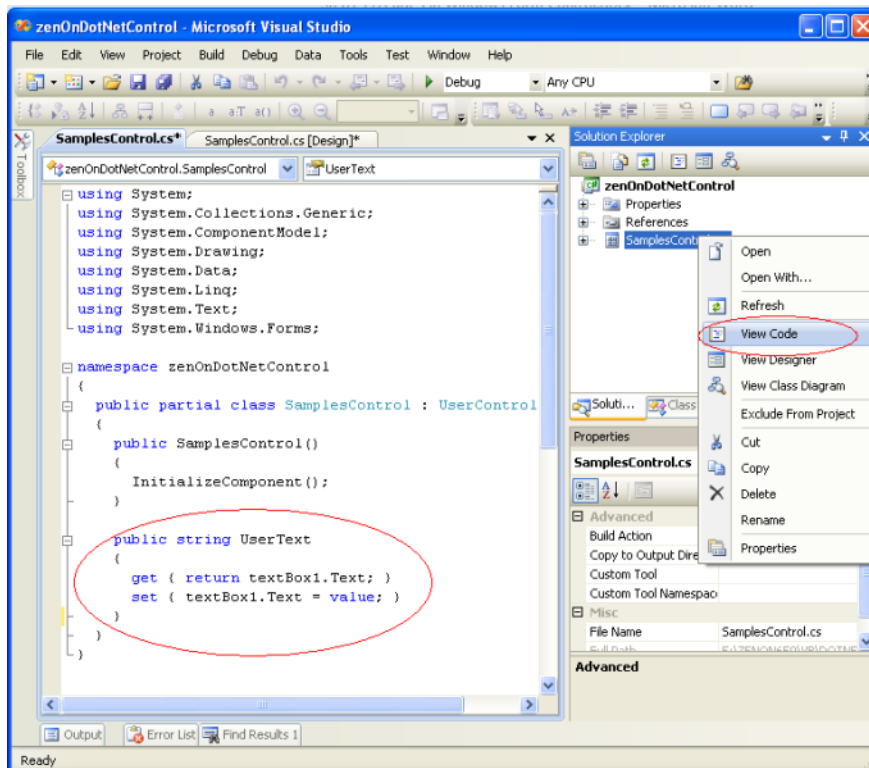 zenOnDotNetControl - Microsoft Visual Studio
File Edit View Project Build Debug Data Tools Test Window Help
Debug Any CPU
a a.T a()
SamplesControl.cs* SamplesControl.cs [Design]*
Toolbox
zenOnDotNetControl.SamplesControl UserText
using System;
using System.Collections.Generic;
using System.ComponentModel;
using System.Drawing;
using System.Data;
using System.Linq;
using System.Text;
using System.Windows.Forms;
namespace zenOnDotNetControl
{
public partial class SamplesControl : UserControl
{
public SamplesControl()
{
InitializeComponent();
}
public string UserText
{
get { return textBox1.Text; }
set { textBox1.Text = value; }
}
}
}
Solution Explorer
zenOnDotNetControl
Properties
References
SamplesCont
Open
Open With...
Refresh
View Code
View Designer
View Class Diagram
Exclude From Project
Cut
Copy
Delete
Rename
Properties
Soluti... Class
Properties
SamplesControl.cs
Advanced
Build Action
Copy to Output Dire
Custom Tool
Custom Tool Namespac
Misc
File Name SamplesControl.cs
Full Path
Advanced
Output Error List Find Results 1
Ready